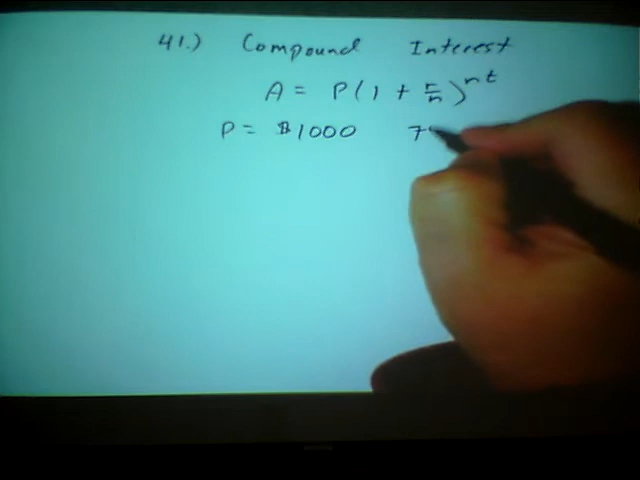 41.) Compound Interest
A = P(1 + r/n)^nt
P = $1000 7